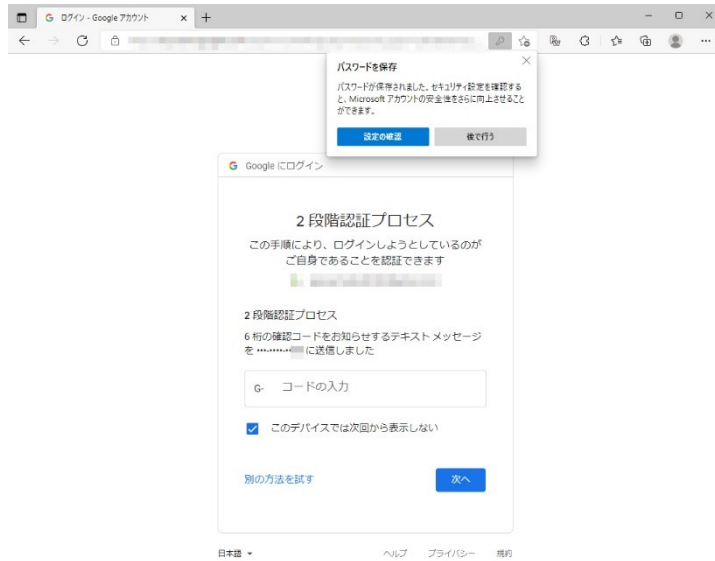 ログイン - Google アカウント
パスワードを保存
パスワードが保存されました。セキュリティ設定を確認する
と、Microsoft アカウントの安全性をさらに向上させること
ができます。
設定の確認
後で行う
G Google にログイン
2 段階認証プロセス
この手順により、ログインしようとしているのが
ご自身であることを認証できます
2 段階認証プロセス
6 桁の確認コードをお知らせするテキスト メッセージ
を •••-••••-•• に送信しました
G- コードの入力
このデバイスでは次回から表示しない
別の方法を試す
次へ
日本語
ヘルプ
プライバシー
規約